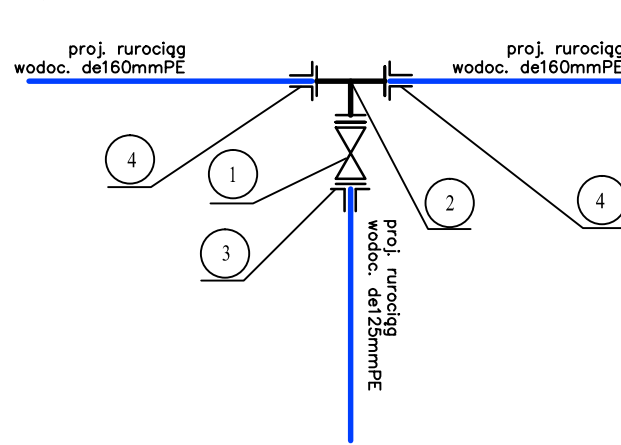 proj. rurociąg
wodoc. de160mmPE
proj. rurociąg
wodoc. de160mmPE
4
1
2
4
3
proj. rurociąg
wodoc. de125mmPE